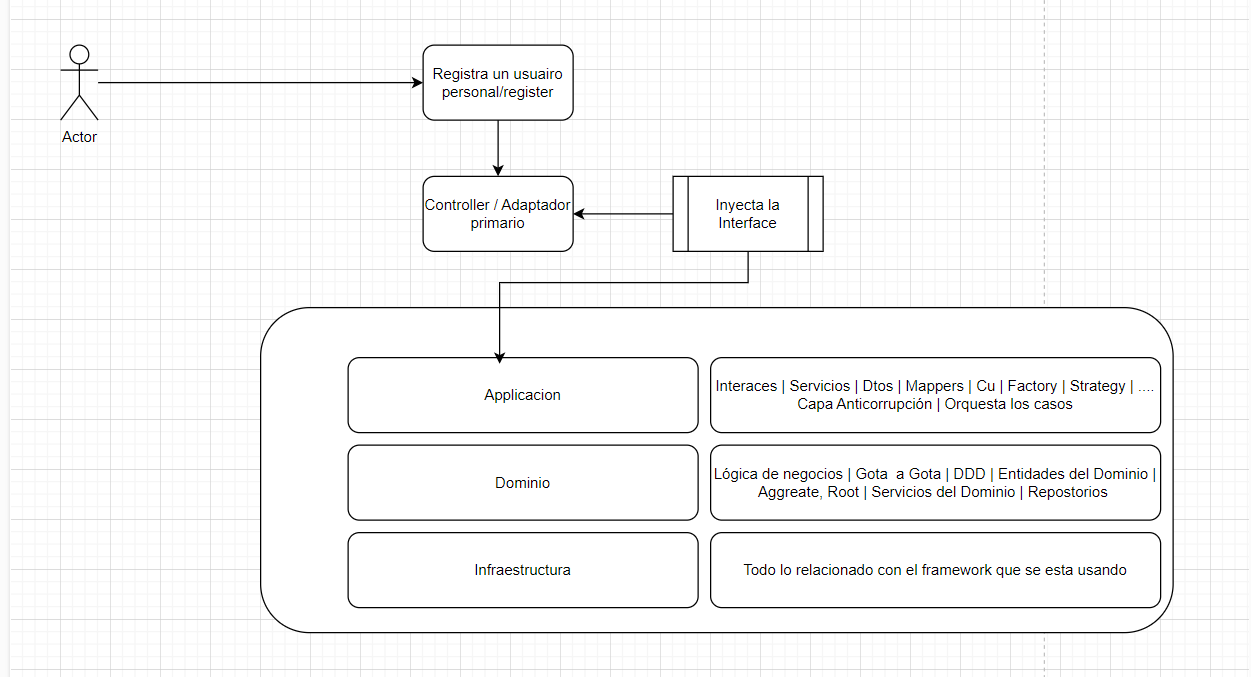 Registra un usuairo
personal/register
Actor
Controller / Adaptador
primario
Inyecta la
Interface
Applicacion
Interaces | Servicios | Dtos | Mappers | Cu | Factory | Strategy | ....
Capa Anticorrupción | Orquesta los casos
Dominio
Lógica de negocios | Gota  a Gota | DDD | Entidades del Dominio |
Aggreate, Root | Servicios del Dominio | Repostorios
Infraestructura
Todo lo relacionado con el framework que se esta usando